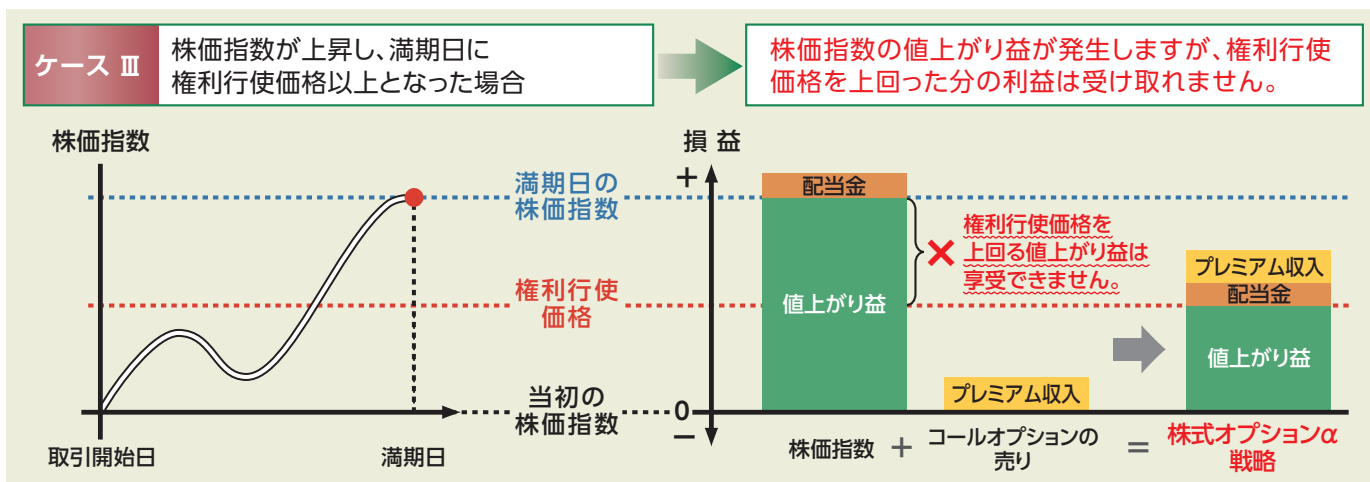 ケース Ⅲ
株価指数が上昇し、満期日に
権利行使価格以上となった場合
株価指数の値上がり益が発生しますが、権利行使
価格を上回った分の利益は受け取れません。
株価指数
満期日の
株価指数
権利行使
価格
当初の
株価指数
取引開始日
満期日
損 益
+
0
−
配当金
値上がり益
権利行使価格を
上回る値上がり益は
享受できません。
プレミアム収入
プレミアム収入
配当金
値上がり益
株価指数
+
コールオプションの
売り
=
株式オプションα
戦略